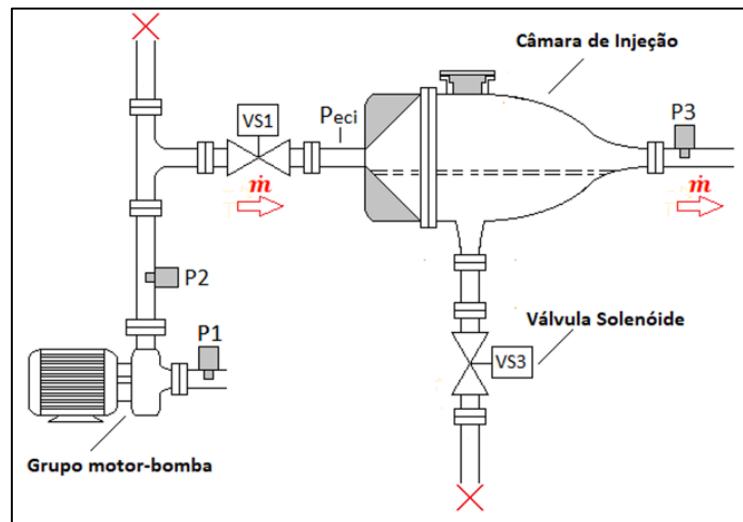 Câmara de Injeção
VS1
Peci
P3
ṁ
ṁ
P2
P1
Válvula Solenóide
VS3
Grupo motor-bomba